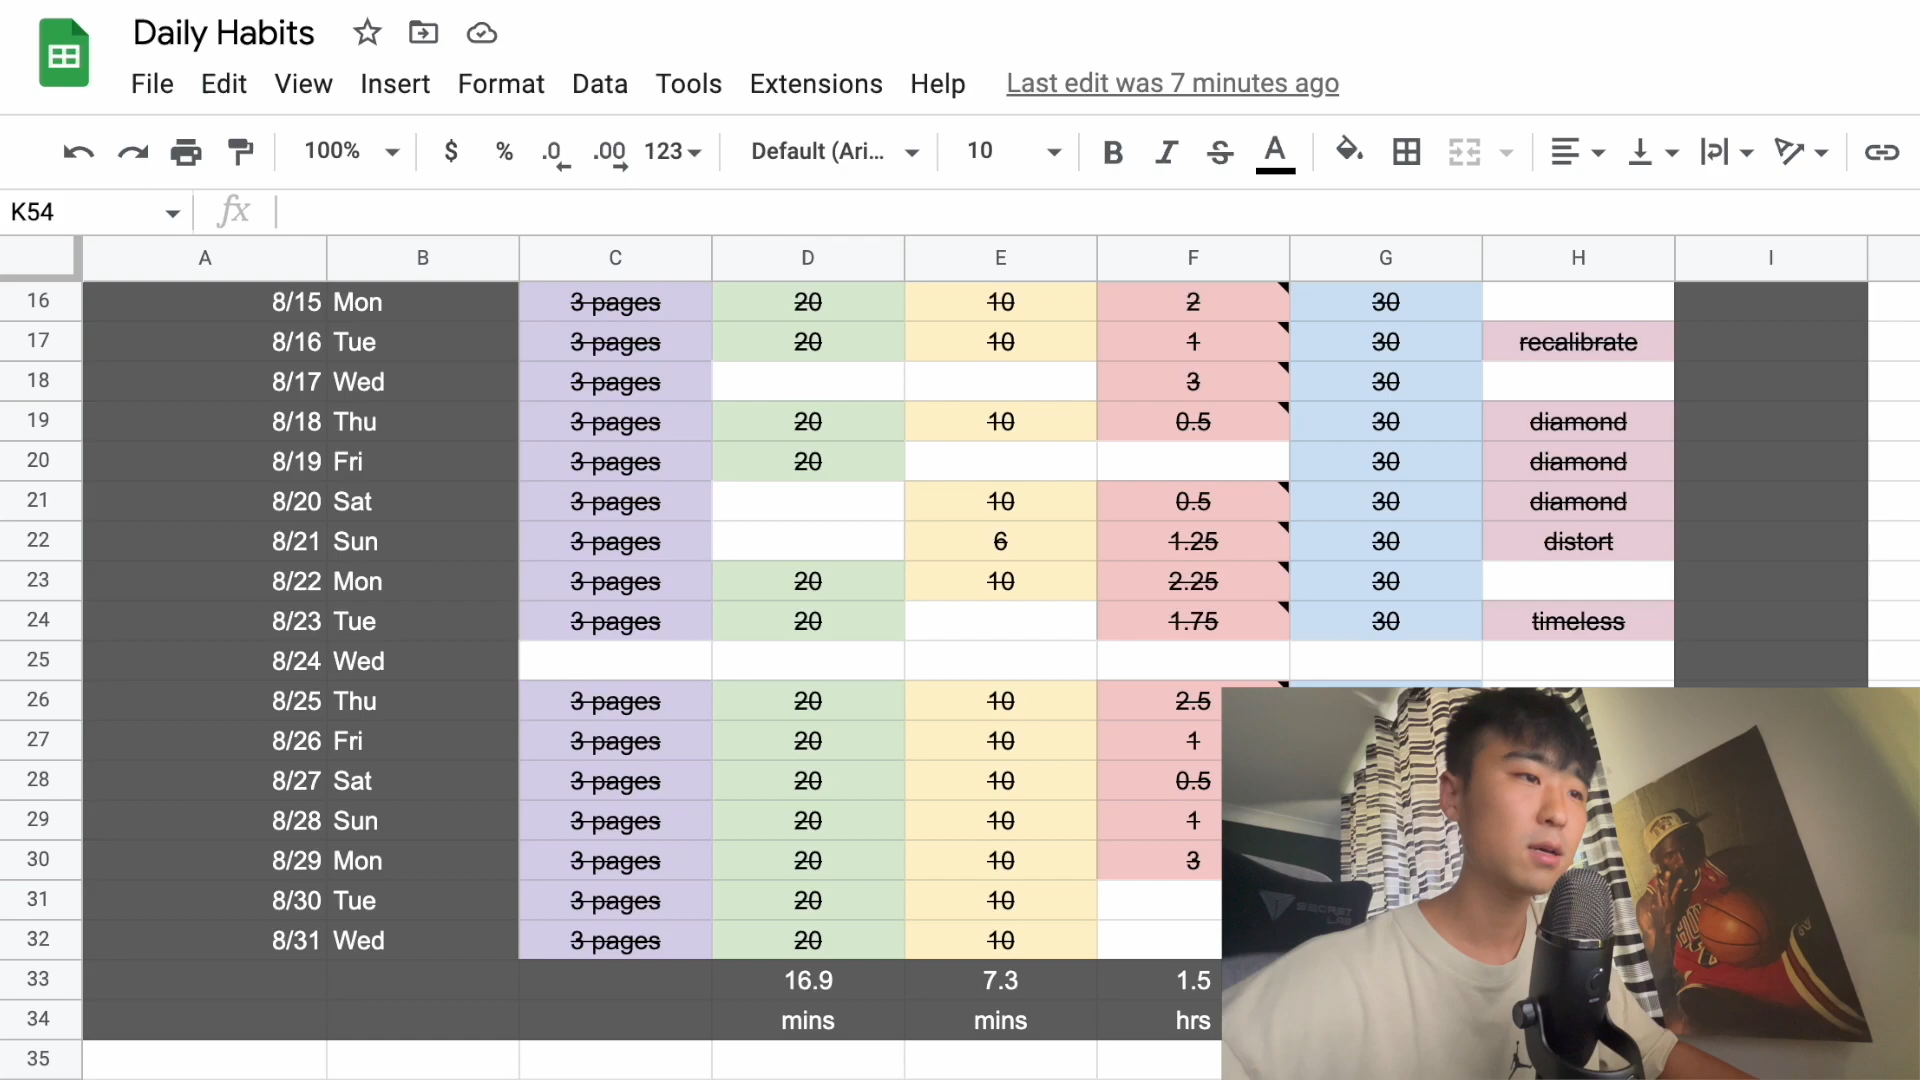 Daily Habits
File Edit View Insert Format Data Tools Extensions Help Last edit was 7 minutes ago
100% $ % .0 .00 123 Default (Ari... 10 B I S A
K54 fx
A B C D E F G H I
16 8/15 Mon 3 pages 20 10 2 30
17 8/16 Tue 3 pages 20 10 1 30 recalibrate
18 8/17 Wed 3 pages 3 30
19 8/18 Thu 3 pages 20 10 0.5 30 diamond
20 8/19 Fri 3 pages 20 30 diamond
21 8/20 Sat 3 pages 10 0.5 30 diamond
22 8/21 Sun 3 pages 6 1.25 30 distort
23 8/22 Mon 3 pages 20 10 2.25 30
24 8/23 Tue 3 pages 20 1.75 30 timeless
25 8/24 Wed
26 8/25 Thu 3 pages 20 10 2.5
27 8/26 Fri 3 pages 20 10 1
28 8/27 Sat 3 pages 20 10 0.5
29 8/28 Sun 3 pages 20 10 1
30 8/29 Mon 3 pages 20 10 3
31 8/30 Tue 3 pages 20 10
32 8/31 Wed 3 pages 20 10
33 16.9 7.3 1.5
34 mins mins hrs
35
SECRET
LAB